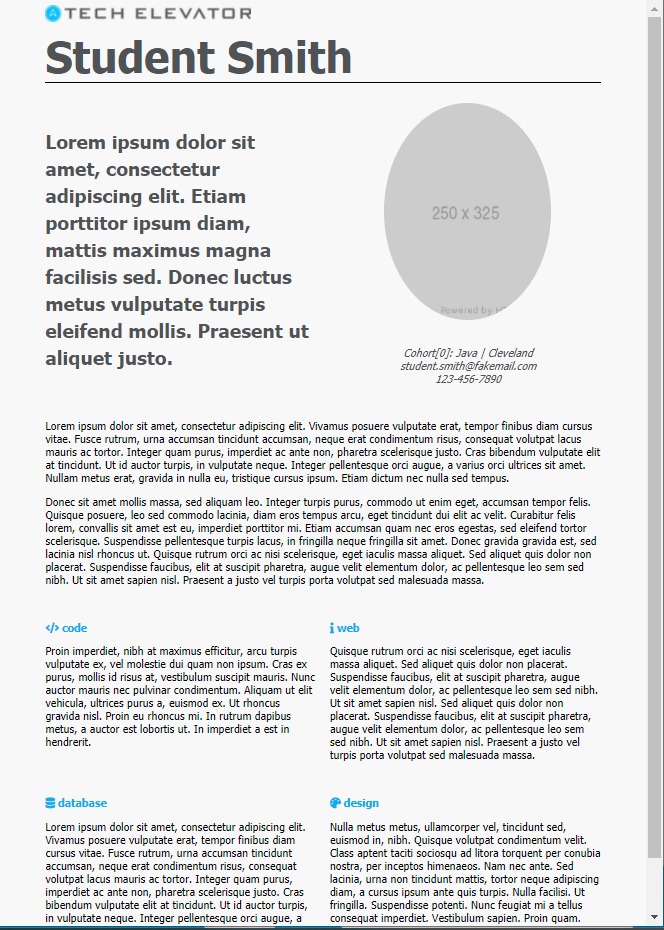 TECH ELEVATOR
Student Smith
Lorem ipsum dolor sit
amet, consectetur
adipiscing elit. Etiam
porttitor ipsum diam,
mattis maximus magna
facilisis sed. Donec luctus
metus vulputate turpis
eleifend mollis. Praesent ut
aliquet justo.
250 x 325
Powered by
Cohort[0]: Java | Cleveland
student.smith@fakemail.com
123-456-7890
Lorem ipsum dolor sit amet, consectetur adipiscing elit. Vivamus posuere vulputate erat, tempor finibus diam cursus
vitae. Fusce rutrum, urna accumsan tincidunt accumsan, neque erat condimentum risus, consequat volutpat lacus
mauris ac tortor. Integer quam purus, imperdiet ac ante non, pharetra scelerisque justo. Cras bibendum vulputate elit
at tincidunt. Ut id auctor turpis, in vulputate neque. Integer pellentesque orci augue, a varius orci ultrices sit amet.
Nullam metus erat, gravida in nulla eu, tristique cursus ipsum. Etiam dictum nec nulla sed tempus.
Donec sit amet mollis massa, sed aliquam leo. Integer turpis purus, commodo ut enim eget, accumsan tempor felis.
Quisque posuere, leo sed commodo lacinia, diam eros tempus arcu, eget tincidunt dui elit ac velit. Curabitur felis
lorem, convallis sit amet est eu, imperdiet porttitor mi. Etiam accumsan quam nec eros egestas, sed eleifend tortor
scelerisque. Suspendisse pellentesque turpis lacus, in fringilla neque fringilla sit amet. Donec gravida gravida est, sed
lacinia nisl rhoncus ut. Quisque rutrum orci ac nisi scelerisque, eget iaculis massa aliquet. Sed aliquet quis dolor non
placerat. Suspendisse faucibus, elit at suscipit pharetra, augue velit elementum dolor, ac pellentesque leo sem sed
nibh. Ut sit amet sapien nisl. Praesent a justo vel turpis porta volutpat sed malesuada massa.
</> code
Proin imperdiet, nibh at maximus efficitur, arcu turpis
vulputate ex, vel molestie dui quam non ipsum. Cras ex
purus, mollis id risus at, vestibulum suscipit mauris. Nunc
auctor mauris nec pulvinar condimentum. Aliquam ut elit
vehicula, ultrices purus a, euismod ex. Ut rhoncus
gravida nisl. Proin eu rhoncus mi. In rutrum dapibus
metus, a auctor est lobortis ut. In imperdiet a est in
hendrerit.
web
Quisque rutrum orci ac nisi scelerisque, eget iaculis
massa aliquet. Sed aliquet quis dolor non placerat.
Suspendisse faucibus, elit at suscipit pharetra, augue
velit elementum dolor, ac pellentesque leo sem sed nibh.
Ut sit amet sapien nisl. Sed aliquet quis dolor non
placerat. Suspendisse faucibus, elit at suscipit pharetra,
augue velit elementum dolor, ac pellentesque leo sem
sed nibh. Ut sit amet sapien nisl. Praesent a justo vel
turpis porta volutpat sed malesuada massa.
database
Lorem ipsum dolor sit amet, consectetur adipiscing elit.
Vivamus posuere vulputate erat, tempor finibus diam
cursus vitae. Fusce rutrum, urna accumsan tincidunt
accumsan, neque erat condimentum risus, consequat
volutpat lacus mauris ac tortor. Integer quam purus,
imperdiet ac ante non, pharetra scelerisque justo. Cras
bibendum vulputate elit at tincidunt. Ut id auctor turpis,
in vulputate neque. Integer pellentesque orci augue, a
design
Nulla metus metus, ullamcorper vel, tincidunt sed,
euismod in, nibh. Quisque volutpat condimentum velit.
Class aptent taciti sociosqu ad litora torquent per conubia
nostra, per inceptos himenaeos. Nam nec ante. Sed
lacinia, urna non tincidunt mattis, tortor neque adipiscing
diam, a cursus ipsum ante quis turpis. Nulla facilisi. Ut
fringilla. Suspendisse potenti. Nunc feugiat mi a tellus
consequat imperdiet. Vestibulum sapien. Proin quam.